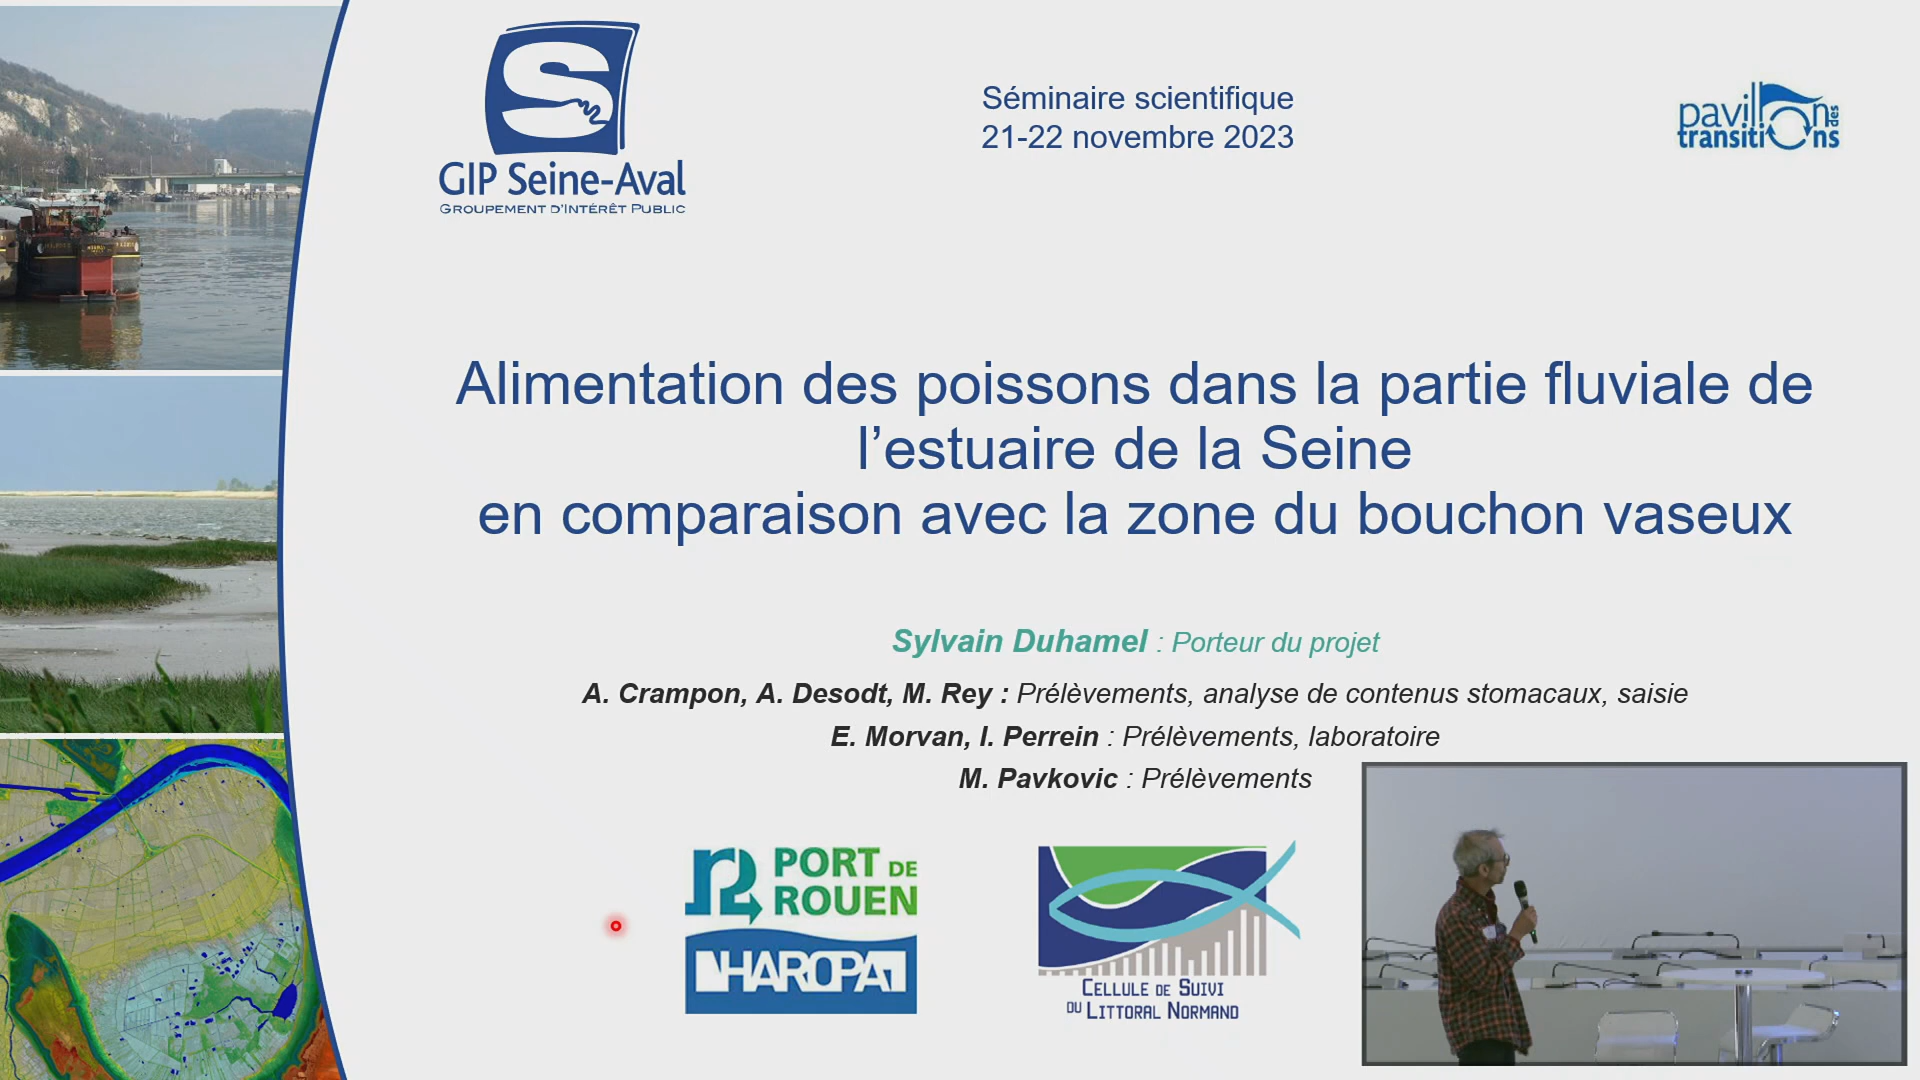 GIP Seine-Aval
GROUPEMENT D'INTÉRÊT PUBLIC
Séminaire scientifique
21-22 novembre 2023
pavillon des
transitions
Alimentation des poissons dans la partie fluviale de
l’estuaire de la Seine
en comparaison avec la zone du bouchon vaseux
Sylvain Duhamel : Porteur du projet
A. Crampon, A. Desodt, M. Rey : Prélèvements, analyse de contenus stomacaux, saisie
E. Morvan, I. Perrein : Prélèvements, laboratoire
M. Pavkovic : Prélèvements
PORT DE
ROUEN
HAROPA
CELLULE DE SUIVI
DU LITTORAL NORMAND